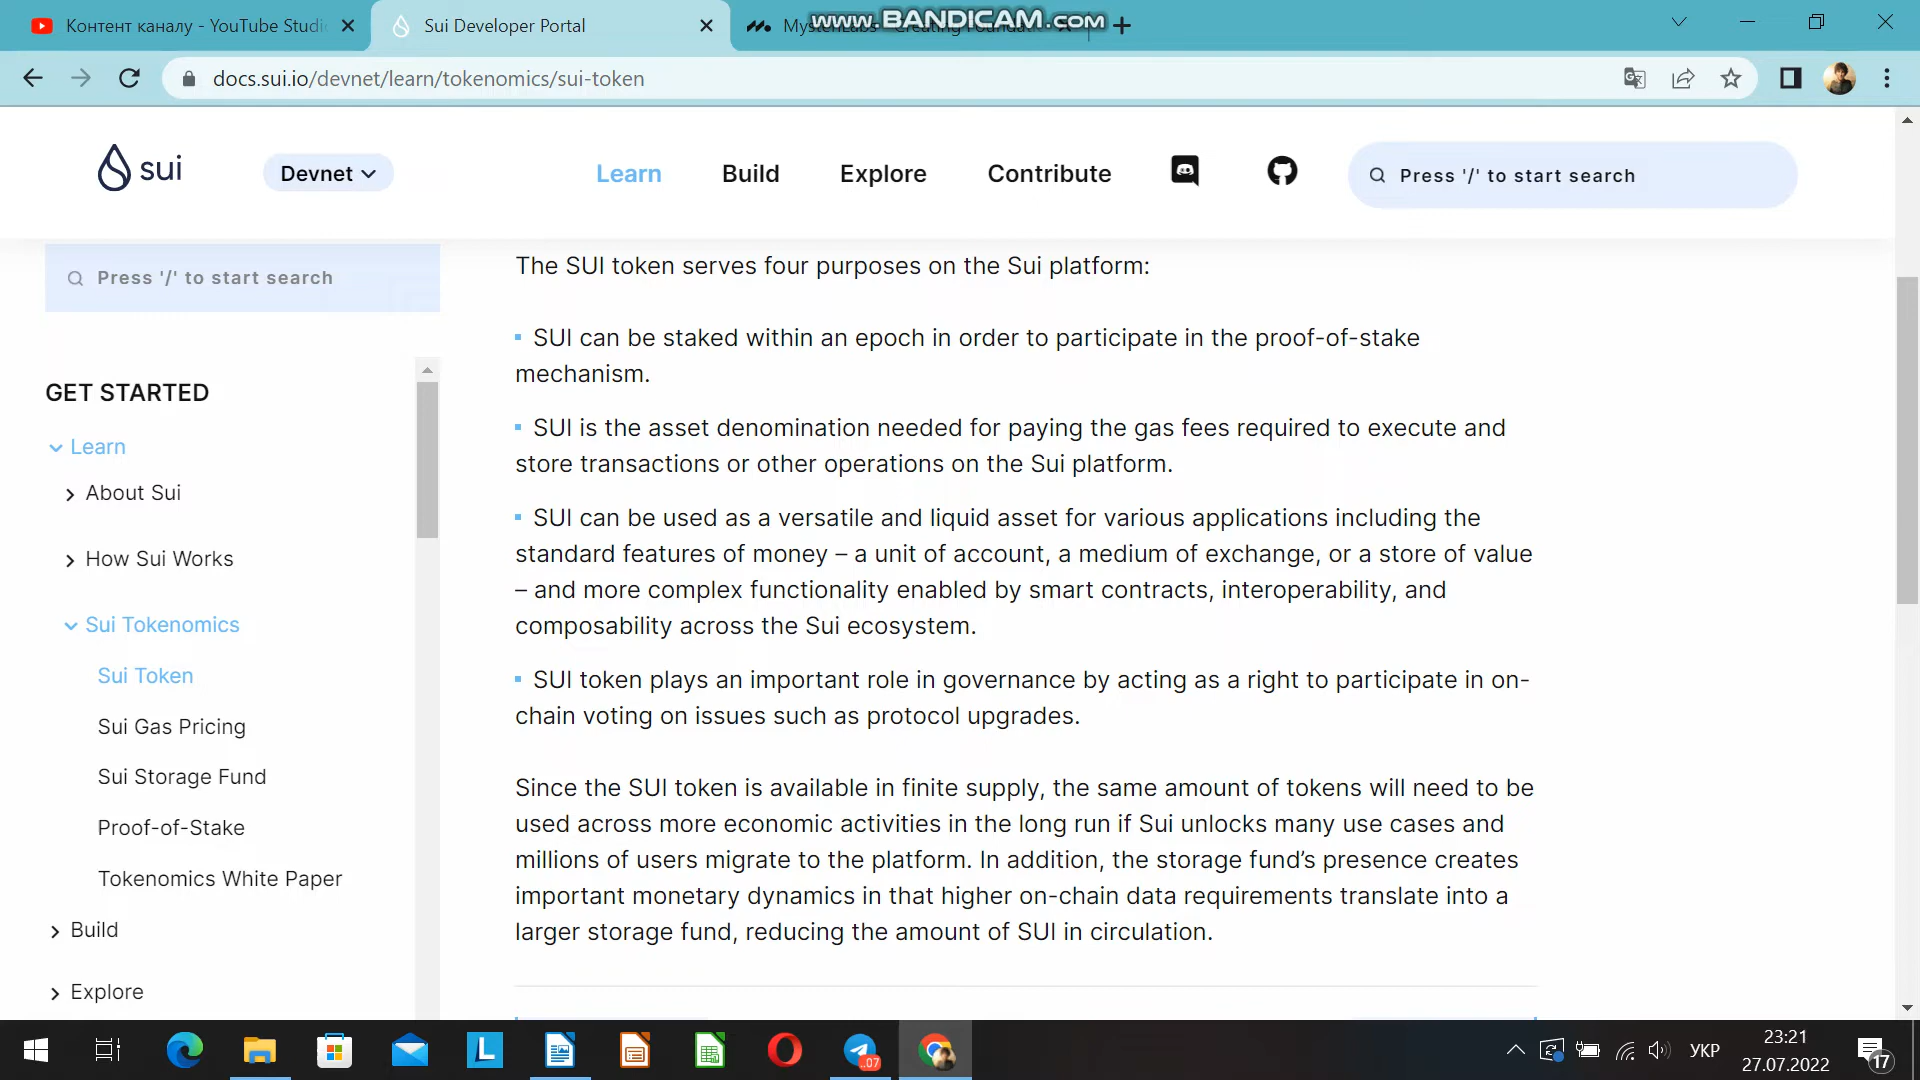 Контент каналу - YouTube Studi
Sui Developer Portal
MystenLabs - Creating Foundat
www.BANDICAM.com
docs.sui.io/devnet/learn/tokenomics/sui-token
sui
Devnet
Learn
Build
Explore
Contribute
Press '/' to start search
Press '/' to start search
GET STARTED
Learn
About Sui
How Sui Works
Sui Tokenomics
Sui Token
Sui Gas Pricing
Sui Storage Fund
Proof-of-Stake
Tokenomics White Paper
Build
Explore
The SUI token serves four purposes on the Sui platform:
SUI can be staked within an epoch in order to participate in the proof-of-stake
mechanism.
SUI is the asset denomination needed for paying the gas fees required to execute and
store transactions or other operations on the Sui platform.
SUI can be used as a versatile and liquid asset for various applications including the
standard features of money – a unit of account, a medium of exchange, or a store of value
– and more complex functionality enabled by smart contracts, interoperability, and
composability across the Sui ecosystem.
SUI token plays an important role in governance by acting as a right to participate in on-
chain voting on issues such as protocol upgrades.
Since the SUI token is available in finite supply, the same amount of tokens will need to be
used across more economic activities in the long run if Sui unlocks many use cases and
millions of users migrate to the platform. In addition, the storage fund’s presence creates
important monetary dynamics in that higher on-chain data requirements translate into a
larger storage fund, reducing the amount of SUI in circulation.
L
.07
УКР
23:21
27.07.2022
17